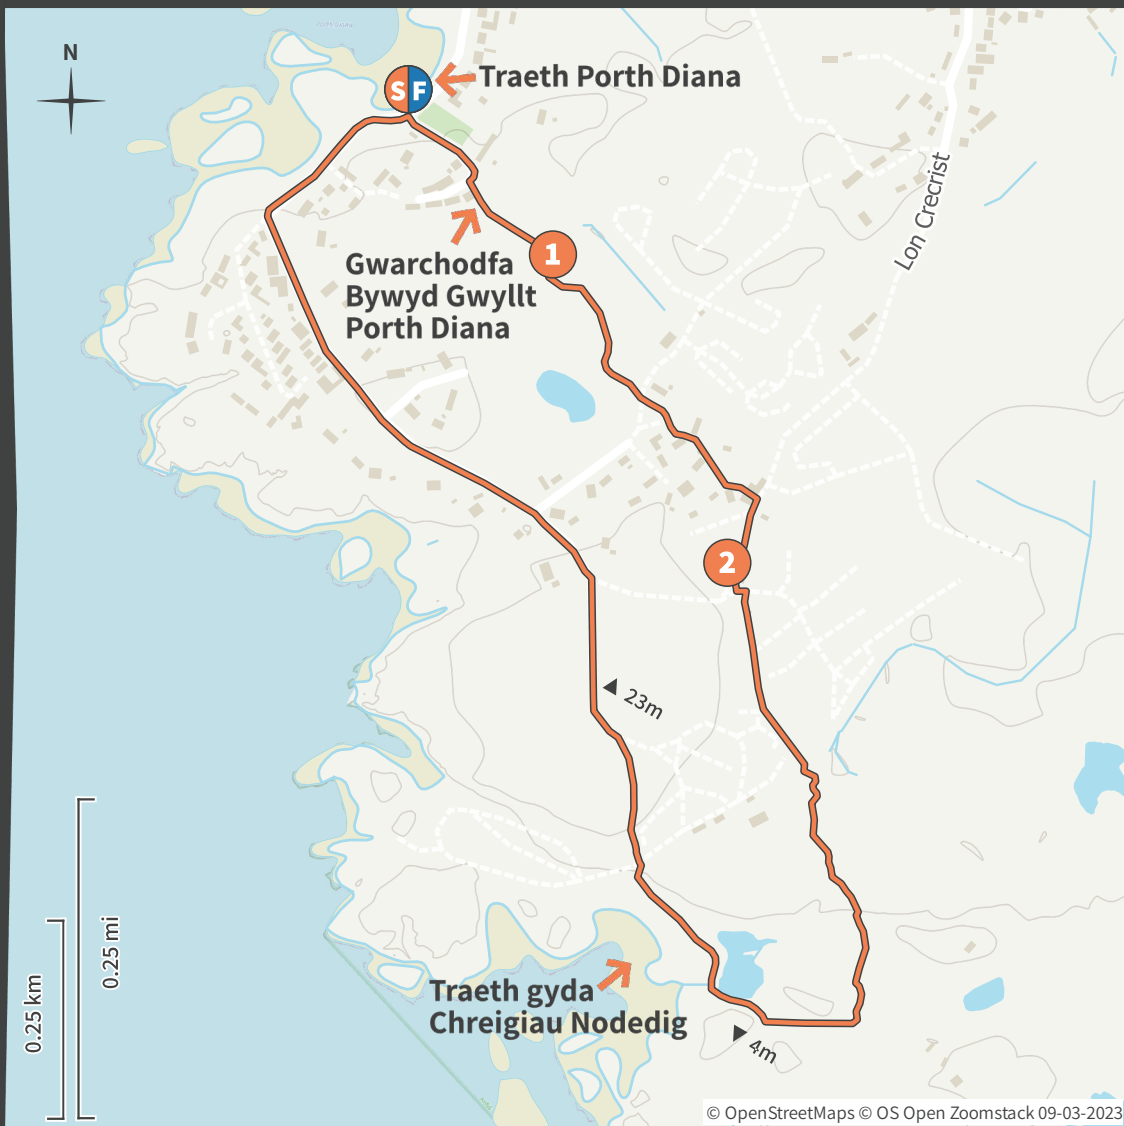 N
S F
Traeth Porth Diana
Lon Crecrist
1
Gwarchodfa
Bywyd Gwyllt
Porth Diana
2
23m
0.25 mi
0.25 km
Traeth gyda
Chreigiau Nodedig
4m
© OpenStreetMaps © OS Open Zoomstack 09-03-2023